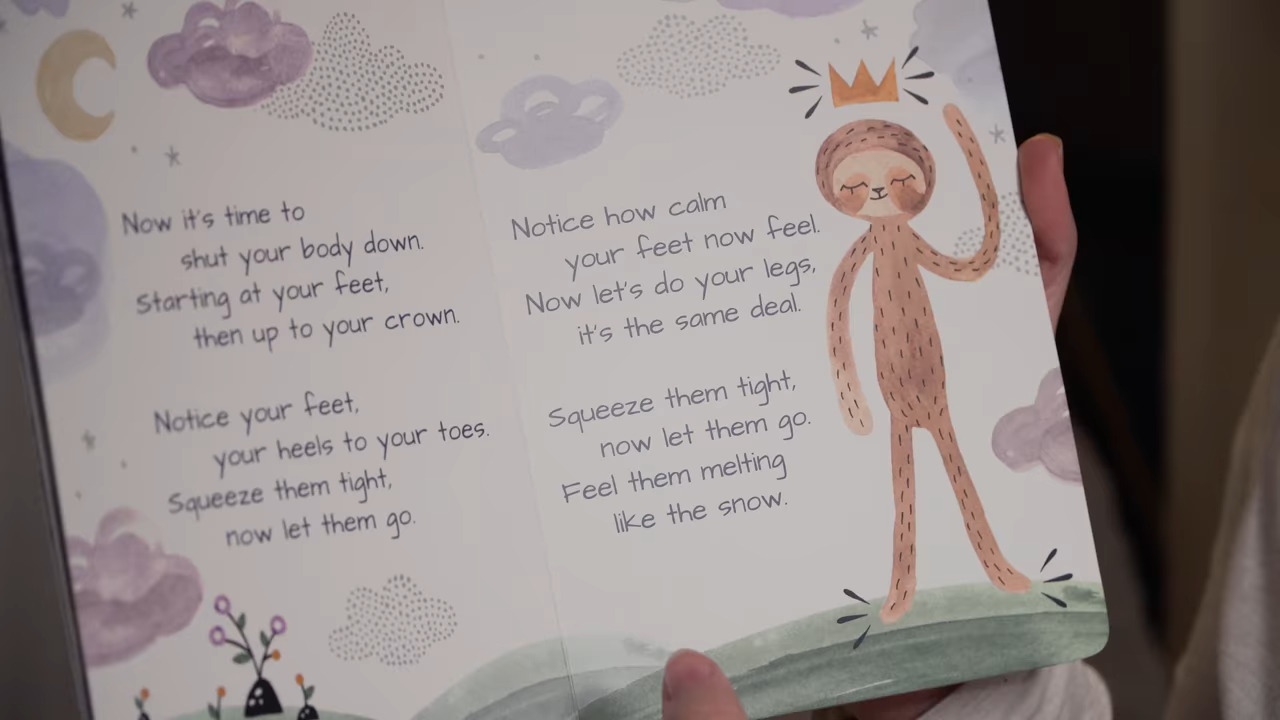 Now it's time to
shut your body down.
Starting at your feet,
then up to your crown.
Notice your feet,
your heels to your toes.
Squeeze them tight,
now let them go.
Notice how calm
your feet now feel.
Now let's do your legs,
it's the same deal.
Squeeze them tight,
now let them go.
Feel them melting
like the snow.